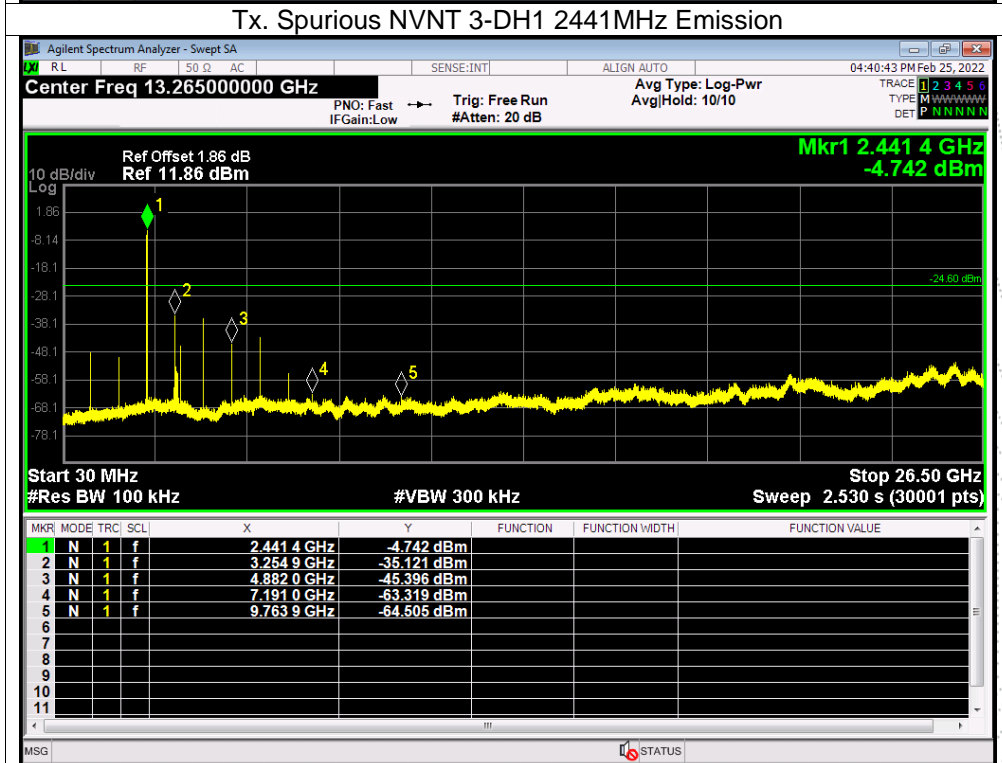 Tx. Spurious NVNT 3-DH1 2441MHz Emission
Agilent Spectrum Analyzer - Swept SA
LXI RL RF 50 Ω AC SENSE:INT ALIGN AUTO 04:40:43 PM Feb 25, 2022
Center Freq 13.265000000 GHz Avg Type: Log-Pwr TRACE 1 2 3 4 5 6
PNO: Fast Trig: Free Run Avg|Hold: 10/10 TYPE M WWWWW
IFGain:Low #Atten: 20 dB DET P N N N N N
Mkr1 2.441 4 GHz
Ref Offset 1.86 dB
10 dB/div Ref 11.86 dBm -4.742 dBm
Log
1
1.86
-8.14
-18.1
-24.60 dBm
-28.1
2
-38.1
3
-48.1
-58.1
4
5
-68.1
-78.1
Start 30 MHz Stop 26.50 GHz
#Res BW 100 kHz #VBW 300 kHz Sweep 2.530 s (30001 pts)
MKR MODE TRC SCL X Y FUNCTION FUNCTION WIDTH FUNCTION VALUE
1 N 1 f 2.441 4 GHz -4.742 dBm
2 N 1 f 3.254 9 GHz -35.121 dBm
3 N 1 f 4.882 0 GHz -45.396 dBm
4 N 1 f 7.191 0 GHz -63.319 dBm
5 N 1 f 9.763 9 GHz -64.505 dBm
6
7
8
9
10
11
MSG STATUS